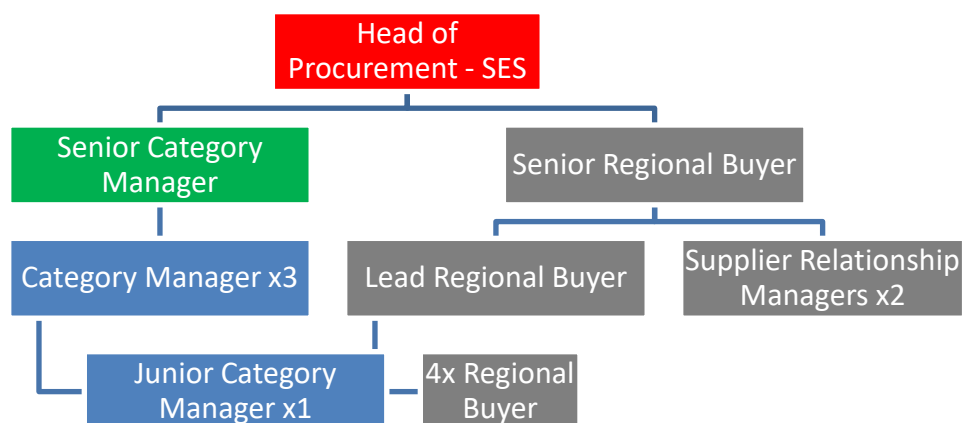 Head of
Procurement - SES
Senior Category
Manager
Senior Regional Buyer
Category Manager x3
Lead Regional Buyer
Supplier Relationship
Managers x2
Junior Category
Manager x1
4x Regional
Buyer